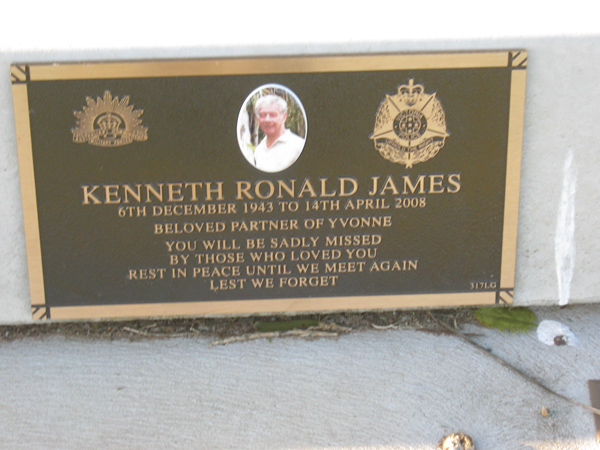 KENNETH RONALD JAMES
6TH DECEMBER 1943 TO 14TH APRIL 2008
BELOVED PARTNER OF YVONNE
YOU WILL BE SADLY MISSED
BY THOSE WHO LOVED YOU
REST IN PEACE UNTIL WE MEET AGAIN
LEST WE FORGET
317LG